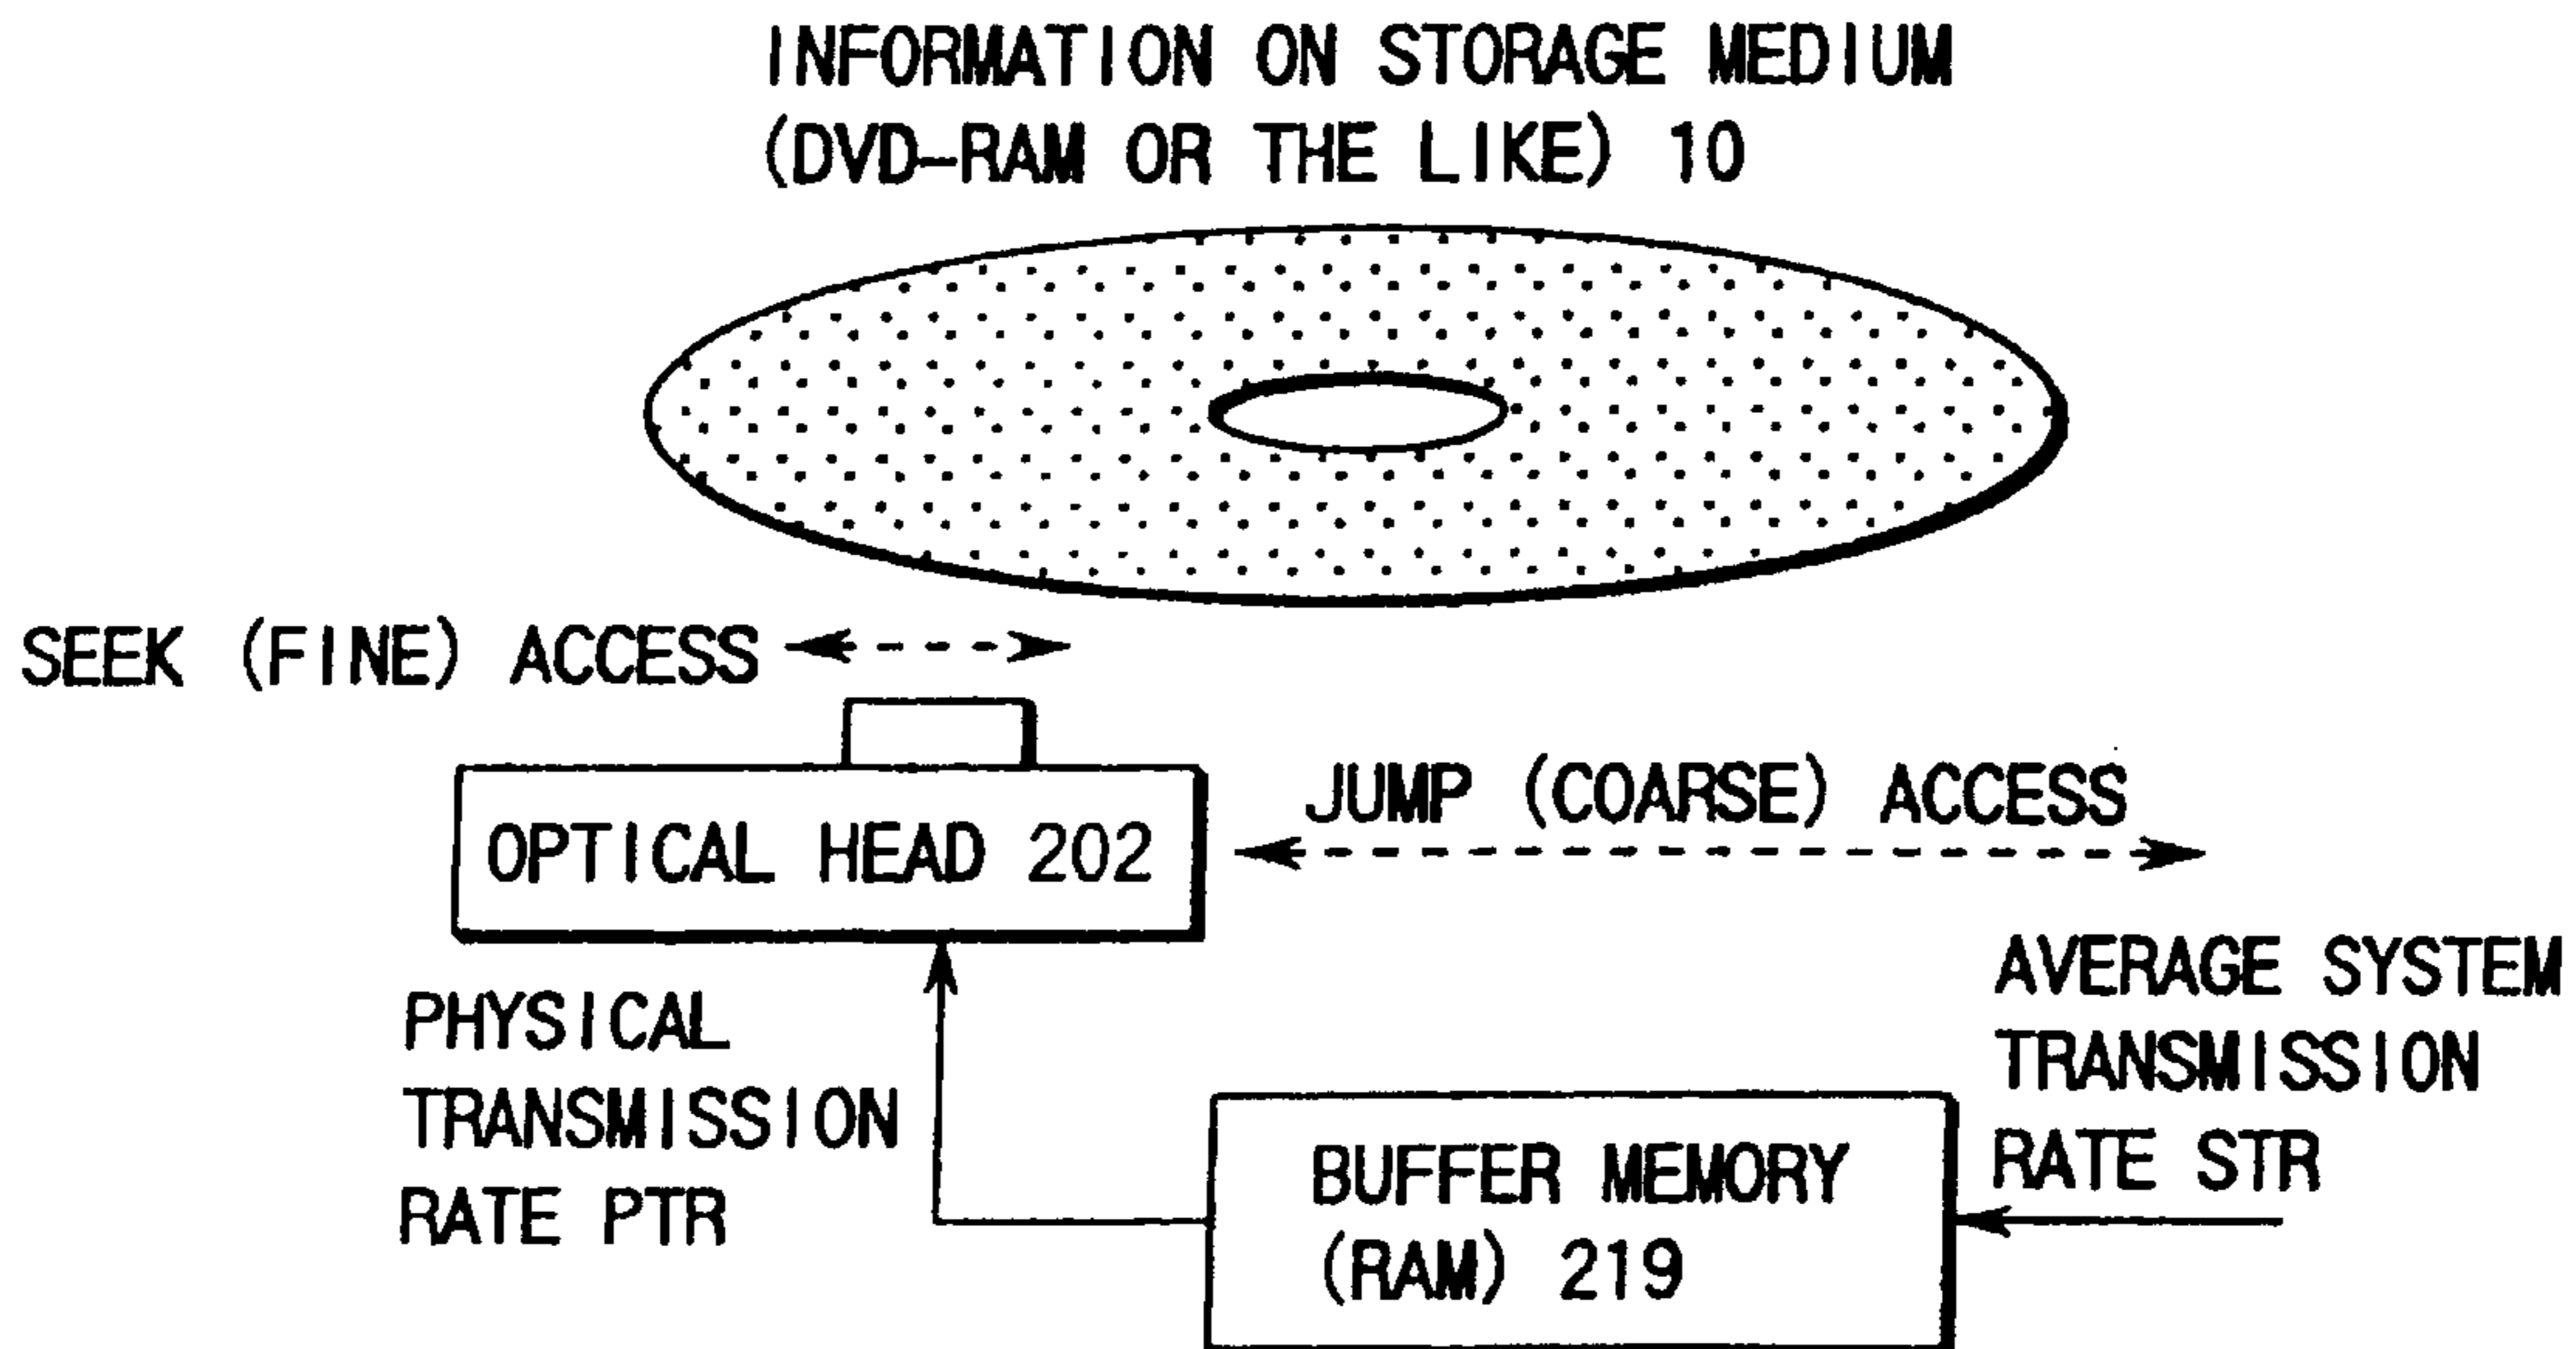 INFORMATION ON STORAGE MEDIUM
(DVD-RAM OR THE LIKE) 10
SEEK (FINE) ACCESS
OPTICAL HEAD 202
JUMP (COARSE) ACCESS
PHYSICAL
TRANSMISSION
RATE PTR
AVERAGE SYSTEM
TRANSMISSION
RATE STR
BUFFER MEMORY
(RAM) 219